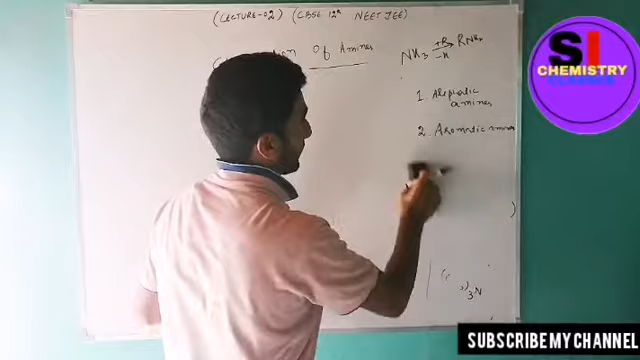 (LECTURE-02) (CBSE 12th NEET JEE)
of Amines
NH3 +R
-H
1. Aliphatic
amines
2. Aromatic amines
)3N
SI
CHEMISTRY
CLASSES
SUBSCRIBE MY CHANNEL